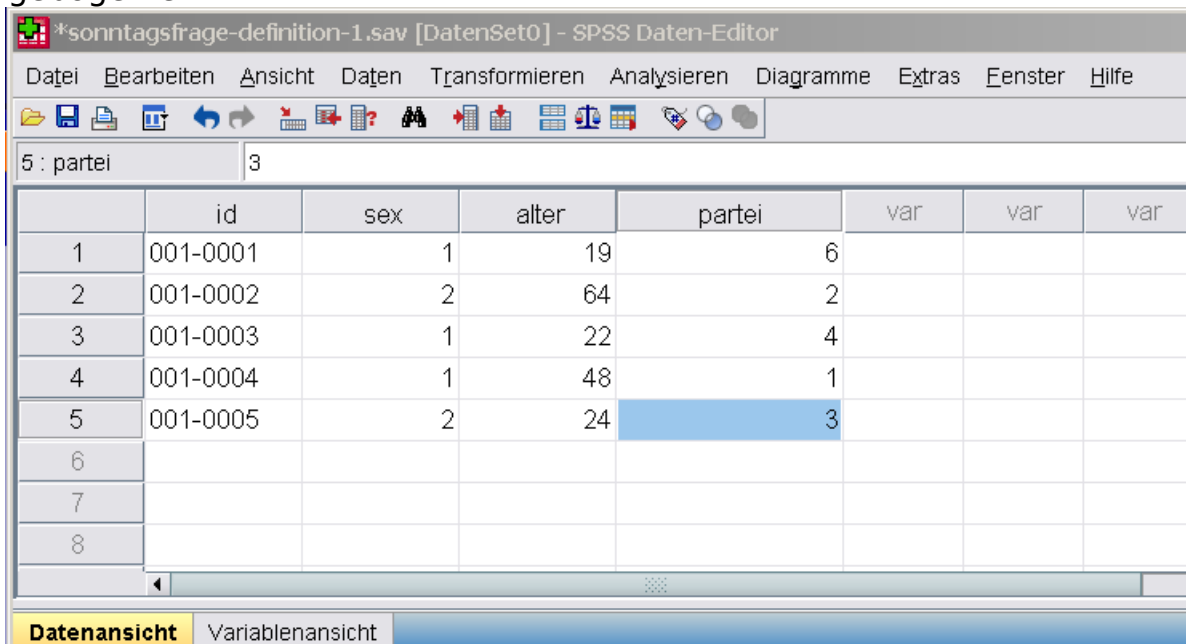 *sonntagsfrage-definition-1.sav [DatenSet0] - SPSS Daten-Editor
Datei Bearbeiten Ansicht Daten Transformieren Analysieren Diagramme Extras Fenster Hilfe
5 : partei 3
id sex alter partei var var var
1 001-0001 1 19 6
2 001-0002 2 64 2
3 001-0003 1 22 4
4 001-0004 1 48 1
5 001-0005 2 24 3
6
7
8
Datenansicht Variablenansicht